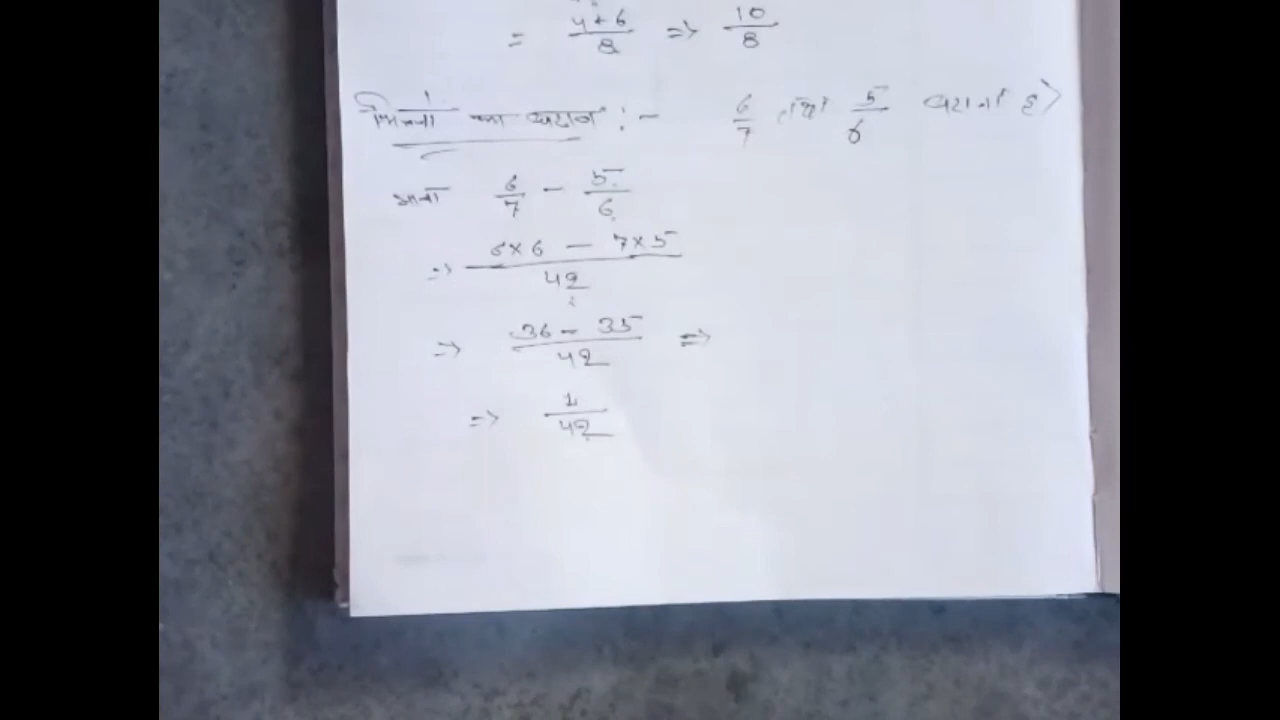 = 4+6/8 => 10/8
भिन्नों का घटाव :- 6/7 तथा 5/6 घटाना है
माना 6/7 - 5/6
=> 6×6 - 7×5 / 42
=> 36 - 35 / 42 =>
=> 1/42